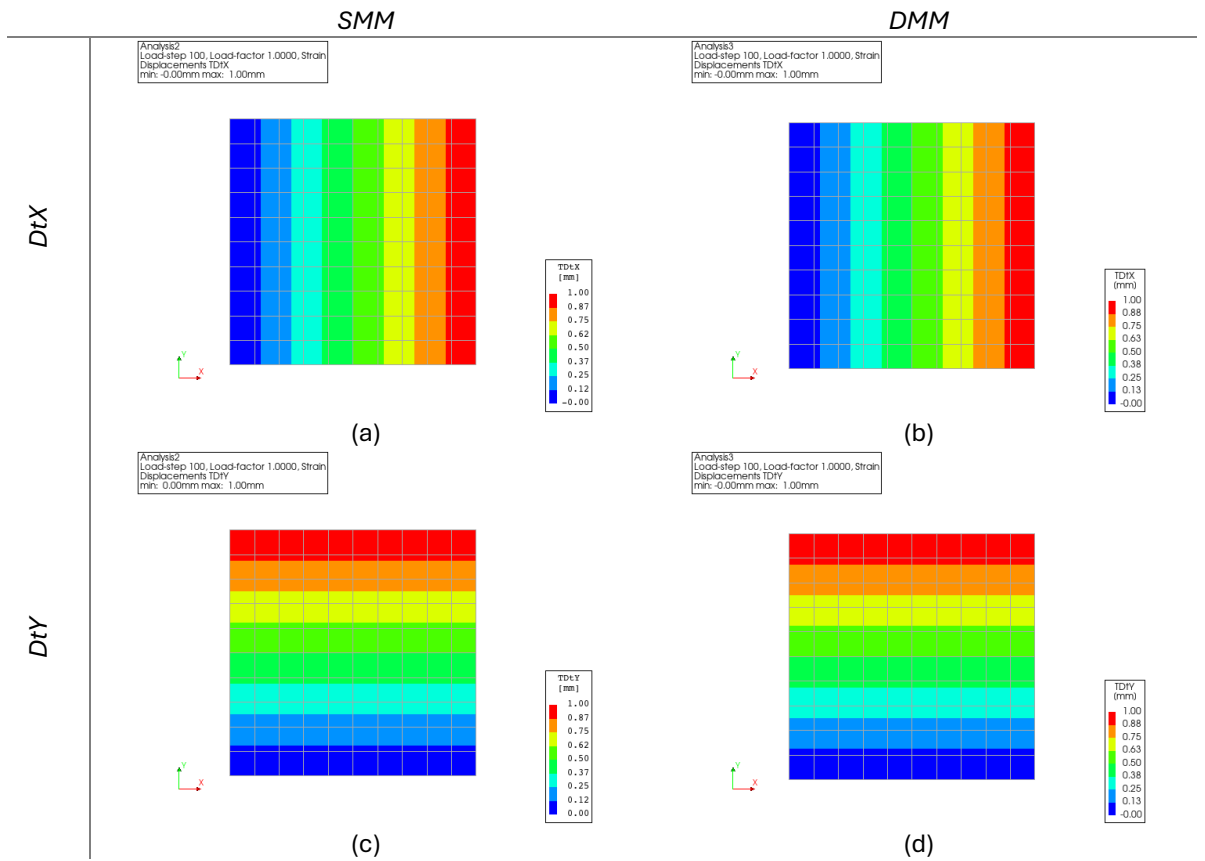 SMM
DMM
DtX
Analysis2
Load-step 100, Load-factor 1.0000, Strain
Displacements TDtX
min: -0.00mm max: 1.00mm
TDtX
[mm]
1.00
0.87
0.75
0.62
0.50
0.37
0.25
0.12
-0.00
Y
X
(a)
Analysis3
Load-step 100, Load-factor 1.0000, Strain
Displacements TDtX
min: -0.00mm max: 1.00mm
TDtX
(mm)
1.00
0.88
0.75
0.63
0.50
0.38
0.25
0.13
-0.00
Y
X
(b)
DtY
Analysis2
Load-step 100, Load-factor 1.0000, Strain
Displacements TDtY
min: 0.00mm max: 1.00mm
TDtY
[mm]
1.00
0.87
0.75
0.62
0.50
0.37
0.25
0.12
0.00
Y
X
(c)
Analysis3
Load-step 100, Load-factor 1.0000, Strain
Displacements TDtY
min: -0.00mm max: 1.00mm
TDtY
(mm)
1.00
0.88
0.75
0.63
0.50
0.38
0.25
0.13
-0.00
Y
X
(d)